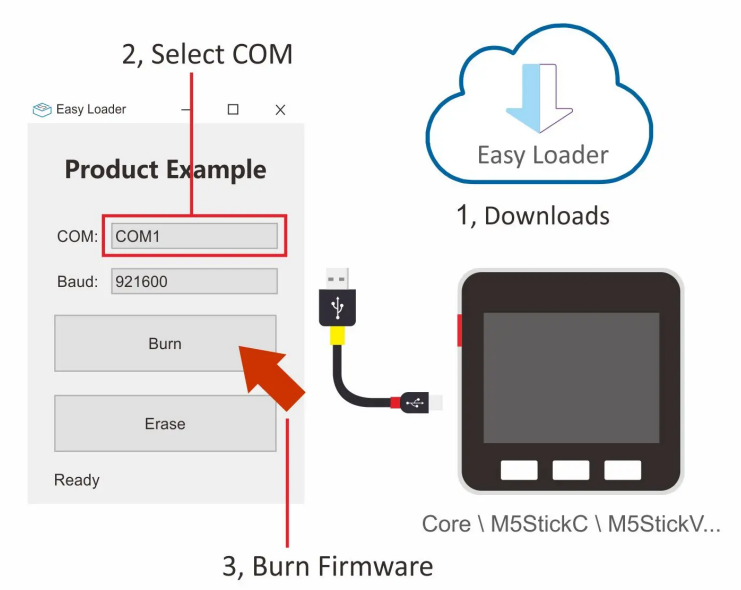 2, Select COM
Easy Loader
Product Example
COM: COM1
Baud: 921600
Burn
Erase
Ready
3, Burn Firmware
Easy Loader
1, Downloads
Core \ M5StickC \ M5StickV...